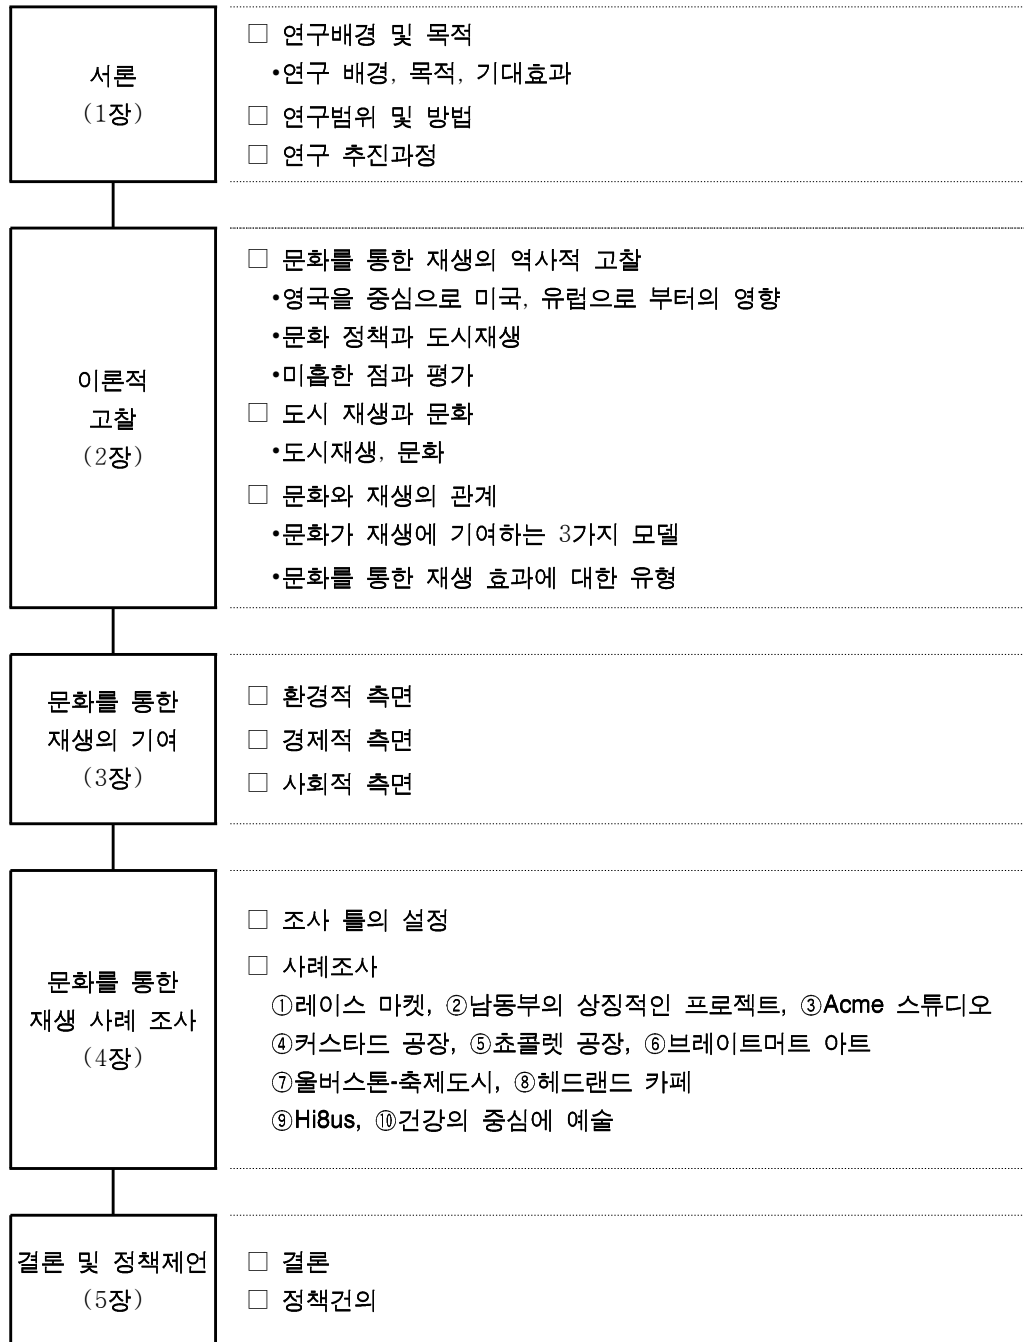 서론
(1장)
□ 연구배경 및 목적
•연구 배경, 목적, 기대효과
□ 연구범위 및 방법
□ 연구 추진과정
이론적
고찰
(2장)
□ 문화를 통한 재생의 역사적 고찰
•영국을 중심으로 미국, 유럽으로 부터의 영향
•문화 정책과 도시재생
•미흡한 점과 평가
□ 도시 재생과 문화
•도시재생, 문화
□ 문화와 재생의 관계
•문화가 재생에 기여하는 3가지 모델
•문화를 통한 재생 효과에 대한 유형
문화를 통한
재생의 기여
(3장)
□ 환경적 측면
□ 경제적 측면
□ 사회적 측면
문화를 통한
재생 사례 조사
(4장)
□ 조사 틀의 설정
□ 사례조사
①레이스 마켓, ②남동부의 상징적인 프로젝트, ③Acme 스튜디오
④커스타드 공장, ⑤쵸콜렛 공장, ⑥브레이트머트 아트
⑦울버스톤-축제도시, ⑧헤드랜드 카페
⑨Hi8us, ⑩건강의 중심에 예술
결론 및 정책제언
(5장)
□ 결론
□ 정책건의